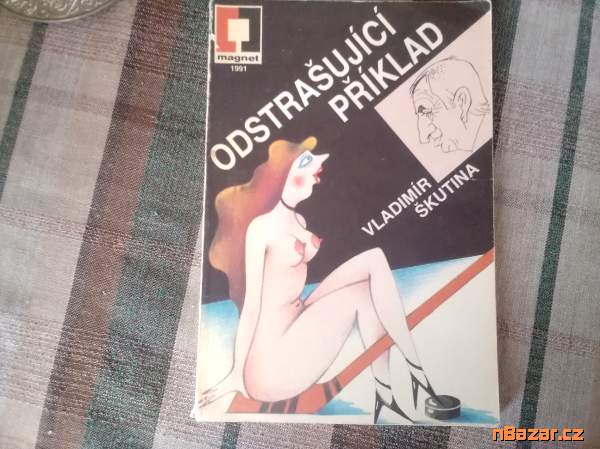 magnet
1991
ODSTRAŠUJÍCÍ
PŘÍKLAD
VLADIMÍR
ŠKUTINA
nBazar.cz